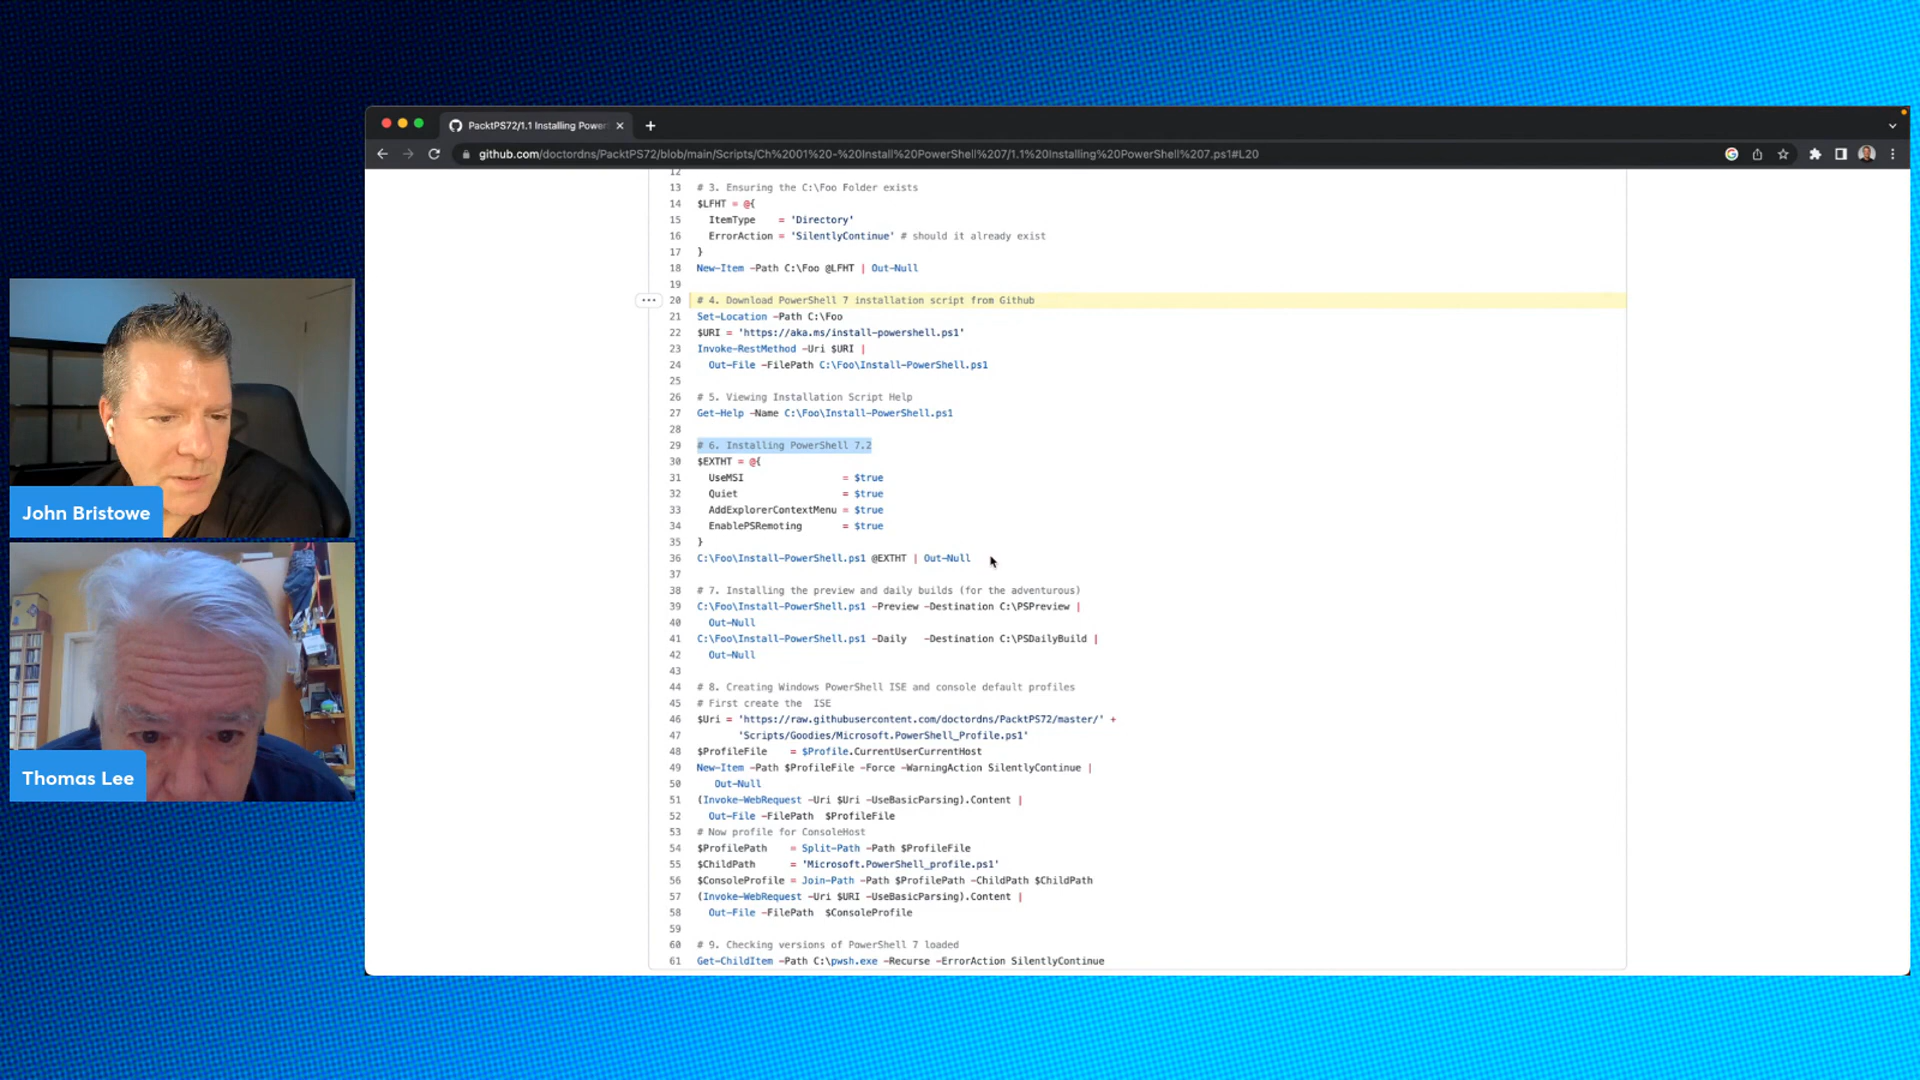 PacktPS72/1.1 Installing Power
github.com/doctordns/PacktPS72/blob/main/Scripts/Ch%2001%20-%20Install%20PowerShell%207/1.1%20Installing%20PowerShell%207.ps1#L20
12
13 # 3. Ensuring the C:\Foo Folder exists
14 $LFHT = @{
15 ItemType = 'Directory'
16 ErrorAction = 'SilentlyContinue' # should it already exist
17 }
18 New-Item -Path C:\Foo @LFHT | Out-Null
19
20 # 4. Download PowerShell 7 installation script from Github
21 Set-Location -Path C:\Foo
22 $URI = 'https://aka.ms/install-powershell.ps1'
23 Invoke-RestMethod -Uri $URI |
24 Out-File -FilePath C:\Foo\Install-PowerShell.ps1
25
26 # 5. Viewing Installation Script Help
27 Get-Help -Name C:\Foo\Install-PowerShell.ps1
28
29 # 6. Installing PowerShell 7.2
30 $EXTHT = @{
31 UseMSI = $true
32 Quiet = $true
33 AddExplorerContextMenu = $true
34 EnablePSRemoting = $true
35 }
36 C:\Foo\Install-PowerShell.ps1 @EXTHT | Out-Null
37
38 # 7. Installing the preview and daily builds (for the adventurous)
39 C:\Foo\Install-PowerShell.ps1 -Preview -Destination C:\PSPreview |
40 Out-Null
41 C:\Foo\Install-PowerShell.ps1 -Daily -Destination C:\PSDailyBuild |
42 Out-Null
43
44 # 8. Creating Windows PowerShell ISE and console default profiles
45 # First create the ISE
46 $Uri = 'https://raw.githubusercontent.com/doctordns/PacktPS72/master/' +
47 'Scripts/Goodies/Microsoft.PowerShell_Profile.ps1'
48 $ProfileFile = $Profile.CurrentUserCurrentHost
49 New-Item -Path $ProfileFile -Force -WarningAction SilentlyContinue |
50 Out-Null
51 (Invoke-WebRequest -Uri $Uri -UseBasicParsing).Content |
52 Out-File -FilePath $ProfileFile
53 # Now profile for ConsoleHost
54 $ProfilePath = Split-Path -Path $ProfileFile
55 $ChildPath = 'Microsoft.PowerShell_profile.ps1'
56 $ConsoleProfile = Join-Path -Path $ProfilePath -ChildPath $ChildPath
57 (Invoke-WebRequest -Uri $URI -UseBasicParsing).Content |
58 Out-File -FilePath $ConsoleProfile
59
60 # 9. Checking versions of PowerShell 7 loaded
61 Get-ChildItem -Path C:\pwsh.exe -Recurse -ErrorAction SilentlyContinue
John Bristowe
Thomas Lee